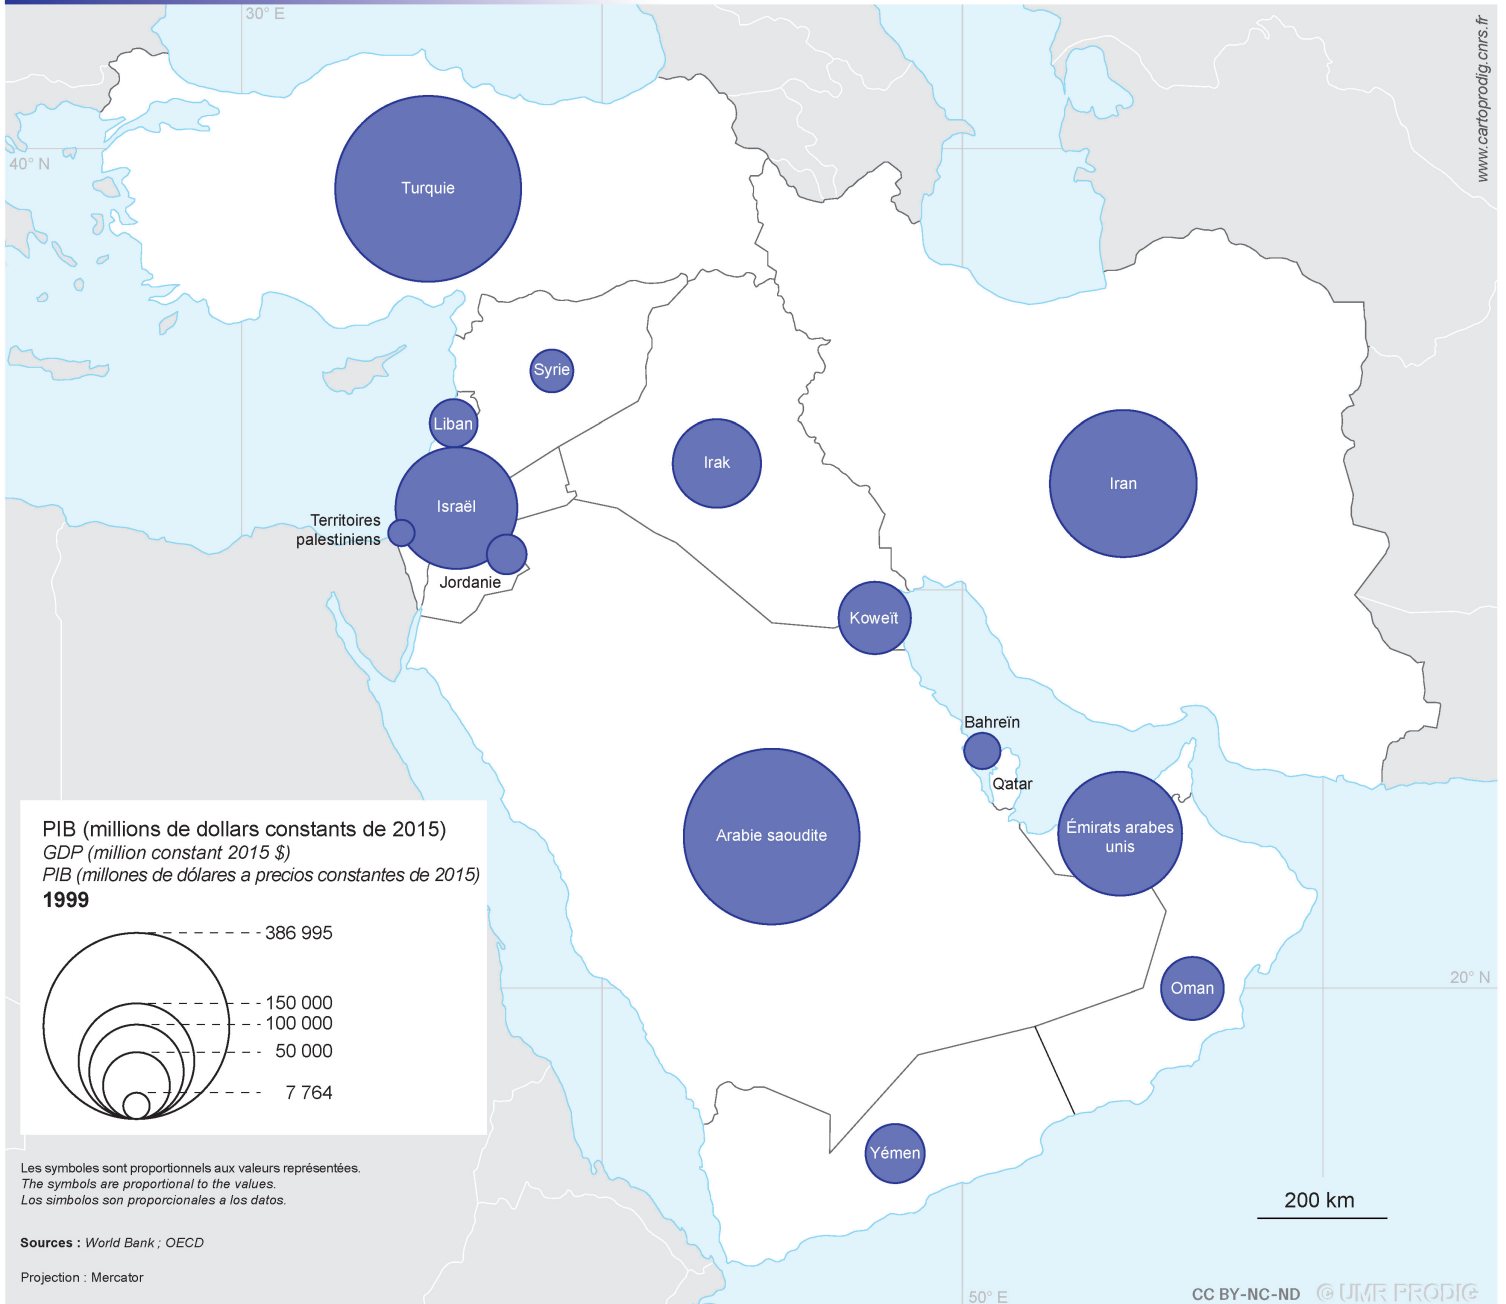 30° E
www.cartoprodig.cnrs.fr
40° N
Turquie
Syrie
Liban
Irak
Iran
Israël
Territoires
palestiniens
Jordanie
Koweït
Bahreïn
Qatar
Arabie saoudite
Émirats arabes
unis
PIB (millions de dollars constants de 2015)
GDP (million constant 2015 $)
PIB (millones de dólares a precios constantes de 2015)
1999
386 995
150 000
100 000
50 000
7 764
Oman
20° N
Yémen
Les symboles sont proportionnels aux valeurs représentées.
The symbols are proportional to the values.
Los simbolos son proporcionales a los datos.
200 km
Sources : World Bank ; OECD
Projection : Mercator
50° E
CC BY-NC-ND © UMR PRODIG